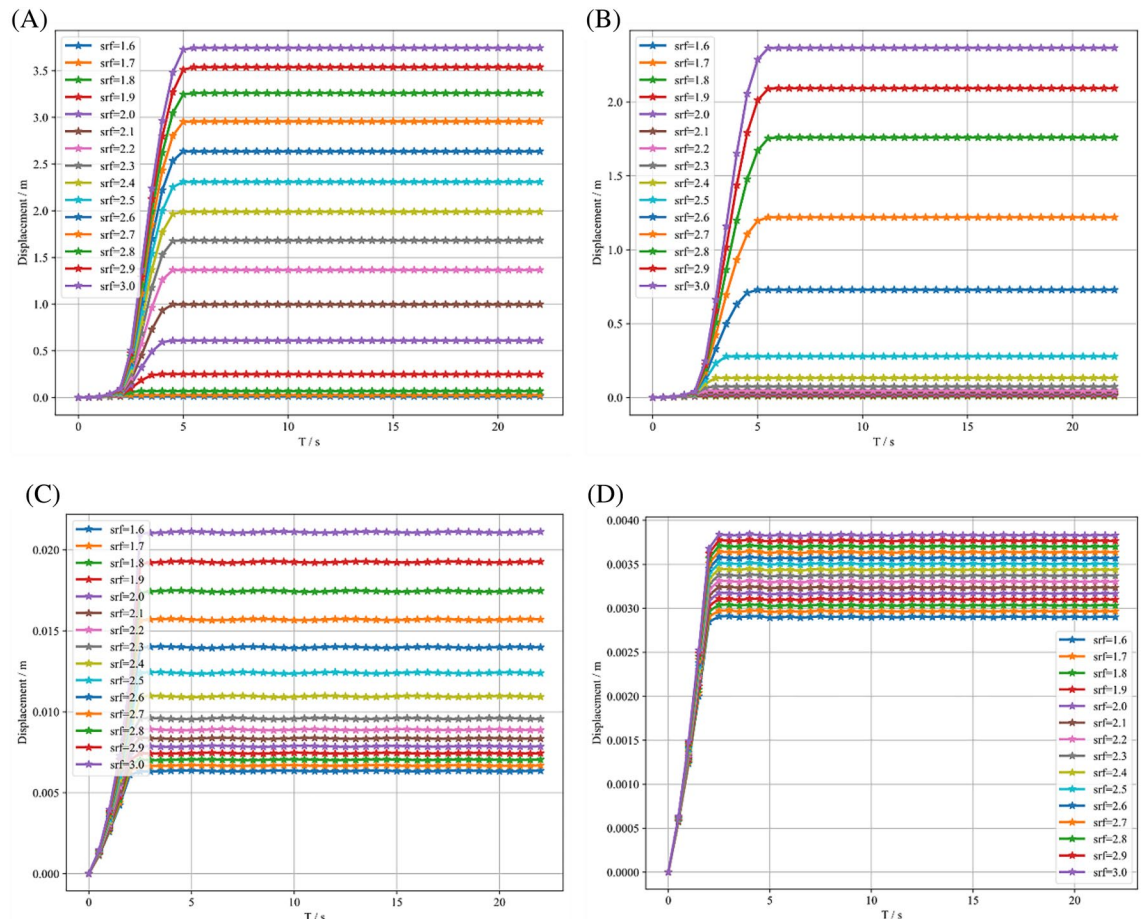 (A)
3.5
3.0
2.5
2.0
1.5
1.0
0.5
0.0
Displacement / m
srf=1.6
srf=1.7
srf=1.8
srf=1.9
srf=2.0
srf=2.1
srf=2.2
srf=2.3
srf=2.4
srf=2.5
srf=2.6
srf=2.7
srf=2.8
srf=2.9
srf=3.0
0 5 10 15 20
T / s
(B)
2.0
1.5
1.0
0.5
0.0
Displacement / m
srf=1.6
srf=1.7
srf=1.8
srf=1.9
srf=2.0
srf=2.1
srf=2.2
srf=2.3
srf=2.4
srf=2.5
srf=2.6
srf=2.7
srf=2.8
srf=2.9
srf=3.0
0 5 10 15 20
T / s
(C)
0.020
0.015
0.010
0.005
0.000
Displacement / m
srf=1.6
srf=1.7
srf=1.8
srf=1.9
srf=2.0
srf=2.1
srf=2.2
srf=2.3
srf=2.4
srf=2.5
srf=2.6
srf=2.7
srf=2.8
srf=2.9
srf=3.0
0 5 10 15 20
T / s
(D)
0.0040
0.0035
0.0030
0.0025
0.0020
0.0015
0.0010
0.0005
0.0000
Displacement / m
srf=1.6
srf=1.7
srf=1.8
srf=1.9
srf=2.0
srf=2.1
srf=2.2
srf=2.3
srf=2.4
srf=2.5
srf=2.6
srf=2.7
srf=2.8
srf=2.9
srf=3.0
0 5 10 15 20
T / s